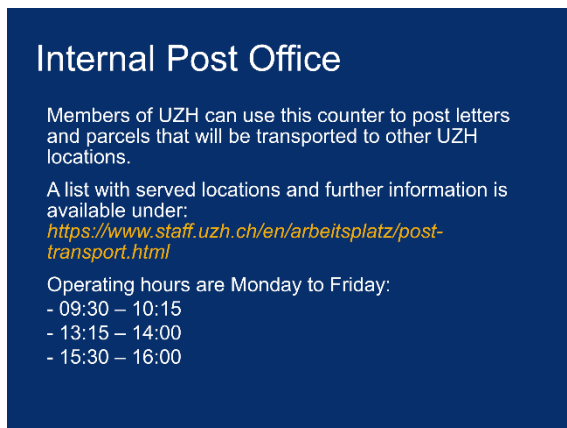 Internal Post Office
Members of UZH can use this counter to post letters
and parcels that will be transported to other UZH
locations.
A list with served locations and further information is
available under:
https://www.staff.uzh.ch/en/arbeitsplatz/post-
transport.html
Operating hours are Monday to Friday:
- 09:30 – 10:15
- 13:15 – 14:00
- 15:30 – 16:00